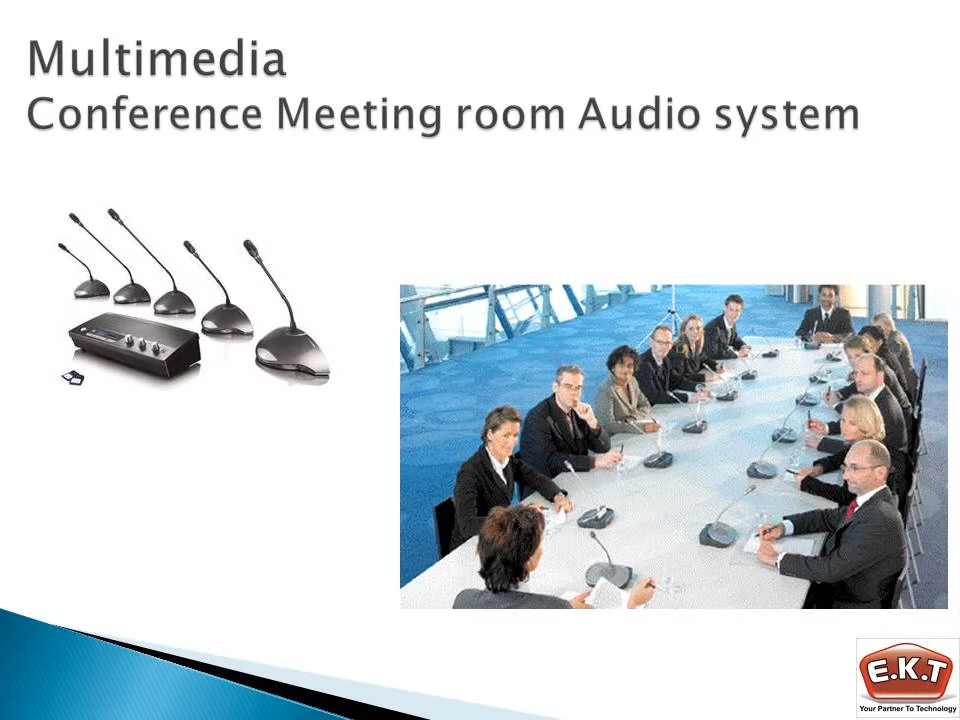 Multimedia
Conference Meeting room Audio system
E.K.T
Your Partner To Technology